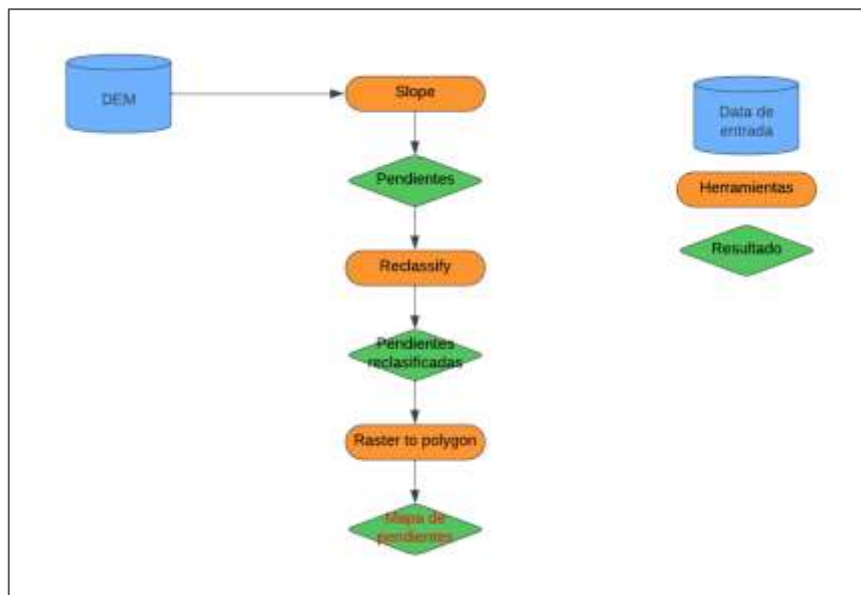 DEM
Slope
Pendientes
Reclassify
Pendientes
reclasificadas
Raster to polygon
Mapa de
pendientes
Data de
entrada
Herramientas
Resultado